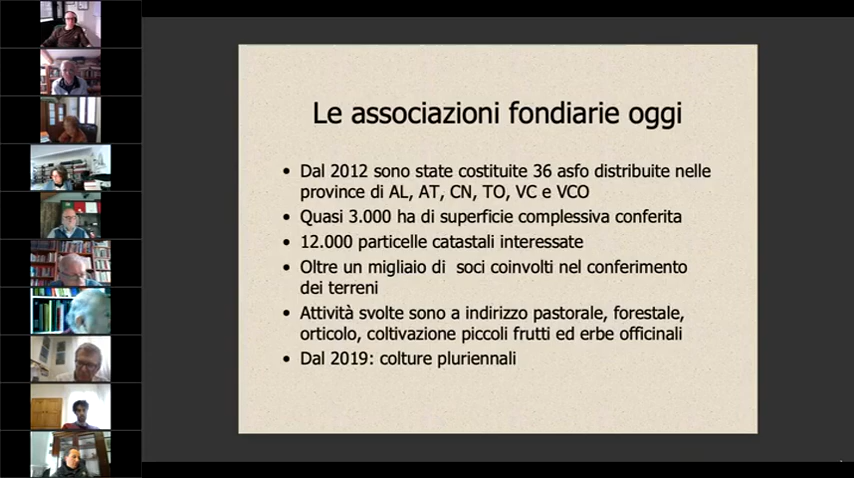 Le associazioni fondiarie oggi
• Dal 2012 sono state costituite 36 asfo distribuite nelle
province di AL, AT, CN, TO, VC e VCO
• Quasi 3.000 ha di superficie complessiva conferita
• 12.000 particelle catastali interessate
• Oltre un migliaio di  soci coinvolti nel conferimento
dei terreni
• Attività svolte sono a indirizzo pastorale, forestale,
orticolo, coltivazione piccoli frutti ed erbe officinali
• Dal 2019: colture pluriennali